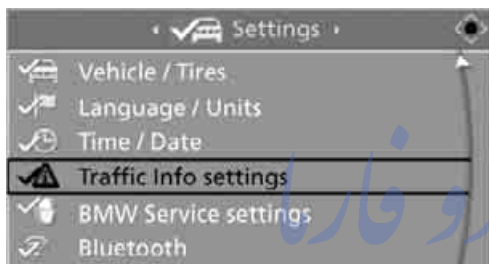 Settings
Vehicle / Tires
Language / Units
Time / Date
Traffic Info settings
BMW Service settings
Bluetooth